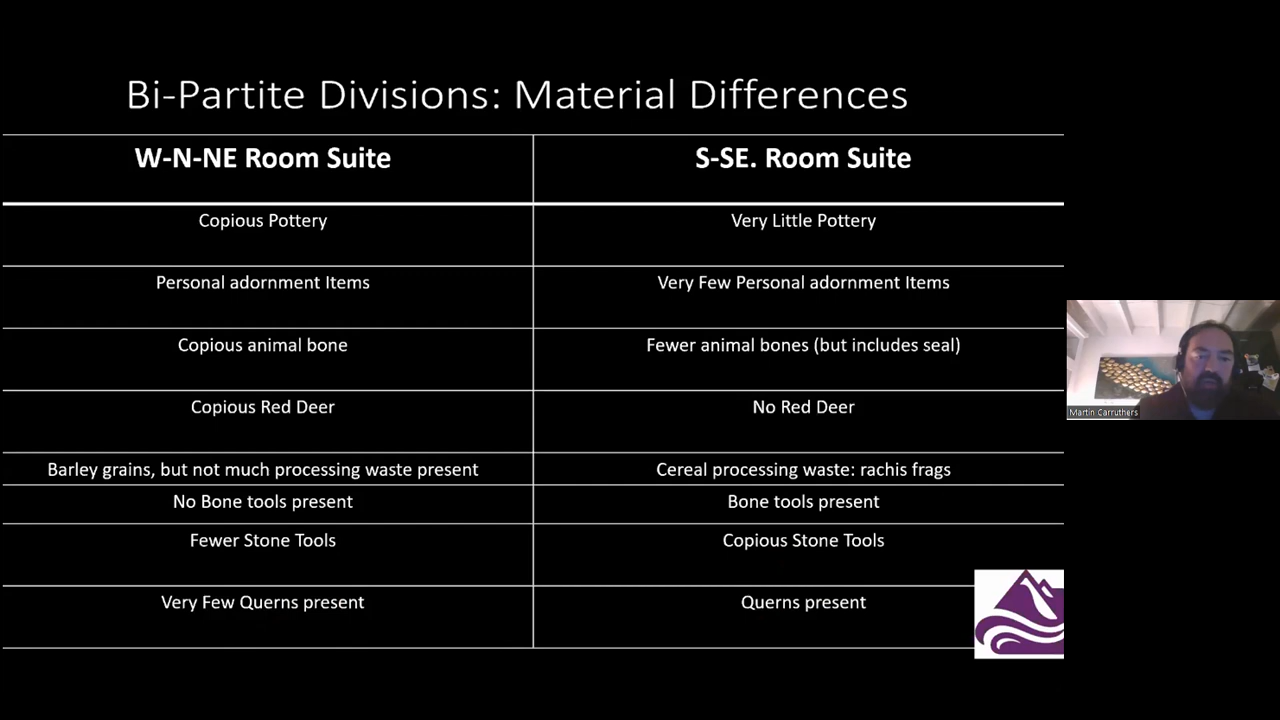 Bi-Partite Divisions: Material Differences
W-N-NE Room Suite
S-SE. Room Suite
Copious Pottery
Very Little Pottery
Personal adornment Items
Very Few Personal adornment Items
Copious animal bone
Fewer animal bones (but includes seal)
Copious Red Deer
No Red Deer
Barley grains, but not much processing waste present
Cereal processing waste: rachis frags
No Bone tools present
Bone tools present
Fewer Stone Tools
Copious Stone Tools
Very Few Querns present
Querns present
Martin Carruthers